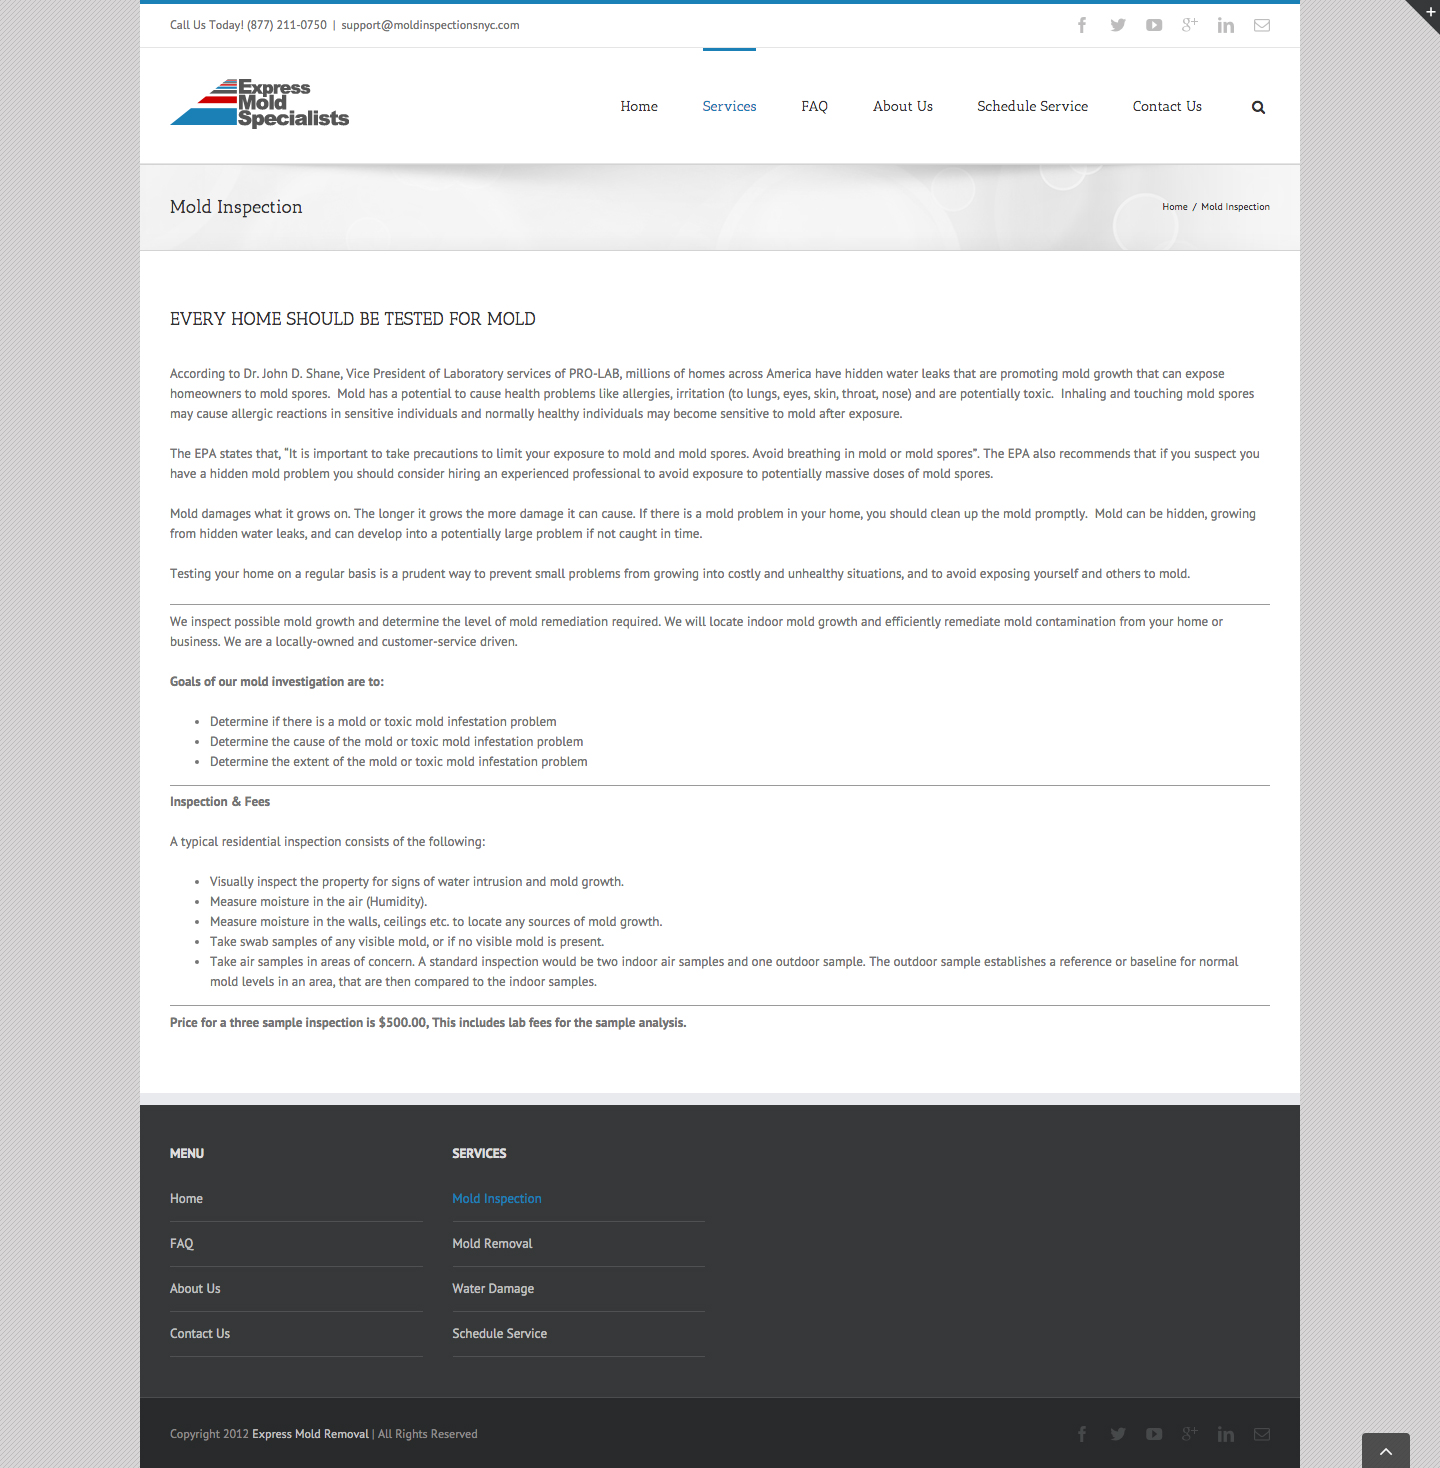 Call Us Today! (877) 211-0750 | support@moldinspectionsnyc.com
Express
Mold
Specialists
Home Services FAQ About Us Schedule Service Contact Us
Mold Inspection
Home / Mold Inspection
EVERY HOME SHOULD BE TESTED FOR MOLD
According to Dr. John D. Shane, Vice President of Laboratory services of PRO-LAB, millions of homes across America have hidden water leaks that are promoting mold growth that can expose
homeowners to mold spores.  Mold has a potential to cause health problems like allergies, irritation (to lungs, eyes, skin, throat, nose) and are potentially toxic.  Inhaling and touching mold spores
may cause allergic reactions in sensitive individuals and normally healthy individuals may become sensitive to mold after exposure.
The EPA states that, “It is important to take precautions to limit your exposure to mold and mold spores. Avoid breathing in mold or mold spores”. The EPA also recommends that if you suspect you
have a hidden mold problem you should consider hiring an experienced professional to avoid exposure to potentially massive doses of mold spores.
Mold damages what it grows on. The longer it grows the more damage it can cause. If there is a mold problem in your home, you should clean up the mold promptly.  Mold can be hidden, growing
from hidden water leaks, and can develop into a potentially large problem if not caught in time.
Testing your home on a regular basis is a prudent way to prevent small problems from growing into costly and unhealthy situations, and to avoid exposing yourself and others to mold.
We inspect possible mold growth and determine the level of mold remediation required. We will locate indoor mold growth and efficiently remediate mold contamination from your home or
business. We are a locally-owned and customer-service driven.
Goals of our mold investigation are to:
• Determine if there is a mold or toxic mold infestation problem
• Determine the cause of the mold or toxic mold infestation problem
• Determine the extent of the mold or toxic mold infestation problem
Inspection & Fees
A typical residential inspection consists of the following:
• Visually inspect the property for signs of water intrusion and mold growth.
• Measure moisture in the air (Humidity).
• Measure moisture in the walls, ceilings etc. to locate any sources of mold growth.
• Take swab samples of any visible mold, or if no visible mold is present.
• Take air samples in areas of concern. A standard inspection would be two indoor air samples and one outdoor sample. The outdoor sample establishes a reference or baseline for normal
mold levels in an area, that are then compared to the indoor samples.
Price for a three sample inspection is $500.00, This includes lab fees for the sample analysis.
MENU
Home
FAQ
About Us
Contact Us
SERVICES
Mold Inspection
Mold Removal
Water Damage
Schedule Service
Copyright 2012 Express Mold Removal | All Rights Reserved